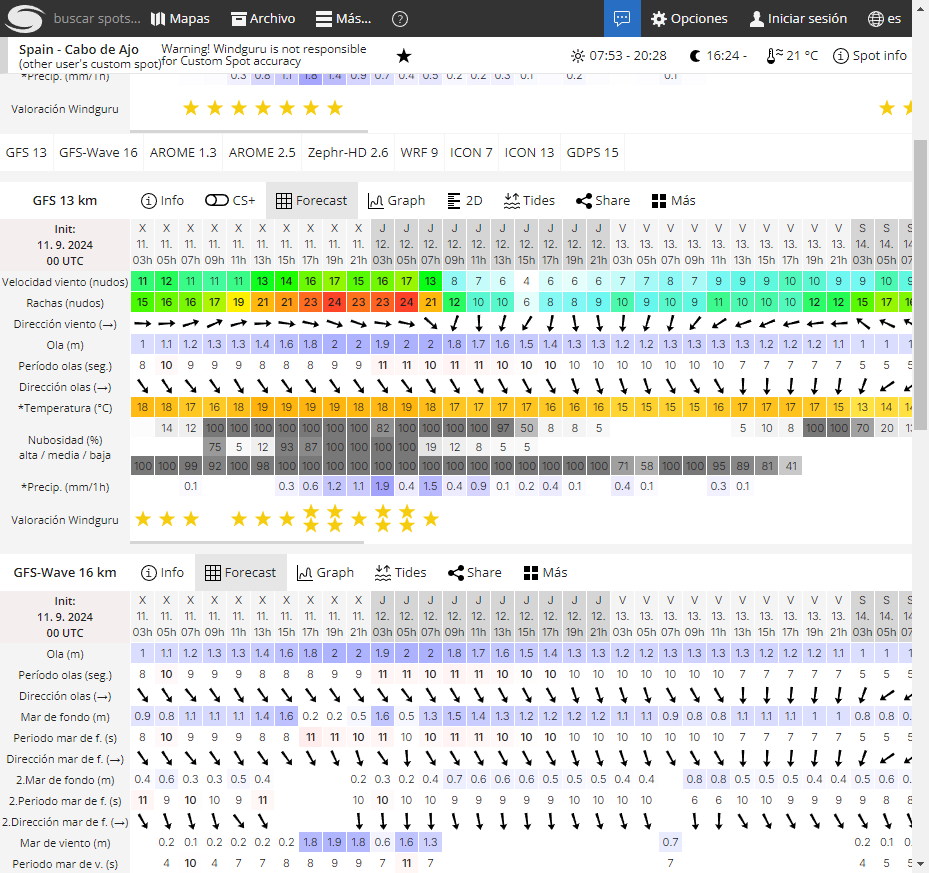 buscar spots... Mapas Archivo Más... ? Opciones Iniciar sesión es
Spain - Cabo de Ajo
(other user's custom spot)
Warning! Windguru is not responsible
for Custom Spot accuracy
07:53 - 20:28 16:24 - 21 °C Spot info
*Precip. (mm/1h) 0.3 0.8 1.1 1.8 1.4 0.9 0.7 0.4 0.5 0.2 0.2 0.3 0.1 0.2 0.1
Valoración Windguru
GFS 13 GFS-Wave 16 AROME 1.3 AROME 2.5 Zephr-HD 2.6 WRF 9 ICON 7 ICON 13 GDPS 15
GFS 13 km Info CS+ Forecast Graph 2D Tides Share Más
Init: X X X X X X X X X X J J J J J J J J J J V V V V V V V V V V S S S
11. 9. 2024 11. 11. 11. 11. 11. 11. 11. 11. 11. 11. 12. 12. 12. 12. 12. 12. 12. 12. 12. 12. 13. 13. 13. 13. 13. 13. 13. 13. 13. 13. 14. 14.
00 UTC 03h 05h 07h 09h 11h 13h 15h 17h 19h 21h 03h 05h 07h 09h 11h 13h 15h 17h 19h 21h 03h 05h 07h 09h 11h 13h 15h 17h 19h 21h 03h 05h
Velocidad viento (nudos) 11 12 11 11 11 13 14 16 17 15 16 17 13 8 7 6 4 6 6 6 7 7 8 7 9 9 9 10 10 9 9 10
Rachas (nudos) 15 16 16 17 19 21 21 23 24 23 23 24 21 12 10 10 6 8 8 9 10 9 10 9 11 10 10 10 12 12 15 17
Dirección viento (→)
Ola (m) 1 1.1 1.2 1.3 1.3 1.4 1.6 1.8 2 2 1.9 2 2 1.8 1.7 1.6 1.5 1.4 1.3 1.3 1.2 1.2 1.3 1.3 1.2 1.2 1.2 1.2 1.2 1.1 1 1
Período olas (seg.) 8 10 9 9 9 8 8 8 9 9 11 11 10 11 11 10 10 10 10 10 10 10 10 10 10 7 7 7 7 7 5 5 5
Dirección olas (→)
*Temperatura (°C) 18 18 17 16 18 19 19 19 19 18 18 19 18 17 17 17 17 16 16 16 15 15 15 15 16 17 17 17 17 15 13 14
14 12 100 100 100 100 100 100 100 82 100 100 100 100 97 50 8 8 5 5 10 8 100 100 70 20
Nubosidad (%) 75 5 12 93 87 100 100 100 100 19 12 8 5 5
alta / media / baja
100 100 99 92 100 98 100 100 100 100 100 100 100 100 100 100 100 100 100 100 71 58 100 100 95 89 81 41
*Precip. (mm/1h) 0.1 0.3 0.6 1.2 1.1 1.9 0.4 1.5 0.4 0.9 0.1 0.2 0.4 0.1 0.4 0.1 0.3 0.1
Valoración Windguru
GFS-Wave 16 km Info Forecast Graph Tides Share Más
Init: X X X X X X X X X X J J J J J J J J J J V V V V V V V V V V S S S
11. 9. 2024 11. 11. 11. 11. 11. 11. 11. 11. 11. 11. 12. 12. 12. 12. 12. 12. 12. 12. 12. 12. 13. 13. 13. 13. 13. 13. 13. 13. 13. 13. 14. 14.
00 UTC 03h 05h 07h 09h 11h 13h 15h 17h 19h 21h 03h 05h 07h 09h 11h 13h 15h 17h 19h 21h 03h 05h 07h 09h 11h 13h 15h 17h 19h 21h 03h 05h
Ola (m) 1 1.1 1.2 1.3 1.3 1.4 1.6 1.8 2 2 1.9 2 2 1.8 1.7 1.6 1.5 1.4 1.3 1.3 1.2 1.2 1.3 1.3 1.2 1.2 1.2 1.2 1.2 1.1 1 1
Período olas (seg.) 8 10 9 9 9 8 8 8 9 9 11 11 10 11 11 10 10 10 10 10 10 10 10 10 10 7 7 7 7 7 5 5 5
Dirección olas (→)
Mar de fondo (m) 0.9 0.8 1.1 1.1 1.1 1.4 1.6 0.2 0.2 0.5 1.6 0.5 1.3 1.5 1.4 1.3 1.2 1.2 1.2 1.2 1.1 1.1 0.9 0.8 0.8 1.1 1.1 1.1 1 1 0.8 0.8
Periodo mar de f. (s) 8 10 9 9 9 8 8 11 11 10 11 10 10 11 11 10 10 10 10 10 10 10 10 10 10 7 7 7 7 7 5 5 5
Dirección mar de f. (→)
2.Mar de fondo (m) 0.4 0.6 0.3 0.3 0.5 0.4 0.2 0.3 0.2 0.4 0.7 0.6 0.6 0.6 0.5 0.5 0.5 0.4 0.4 0.8 0.8 0.5 0.5 0.5 0.4 0.4 0.5 0.6
2.Periodo mar de f. (s) 11 9 10 10 9 11 10 10 10 10 9 9 9 9 9 10 10 10 10 6 6 10 10 9 9 9 9 8 8
2.Dirección mar de f. (→)
Mar de viento (m) 0.2 0.1 0.2 0.2 0.2 0.2 1.8 1.9 1.8 0.6 1.6 1.3 0.7 0.2 0.1
Periodo mar de v. (s) 4 10 4 7 7 8 8 9 9 7 11 7 7 4 5 5